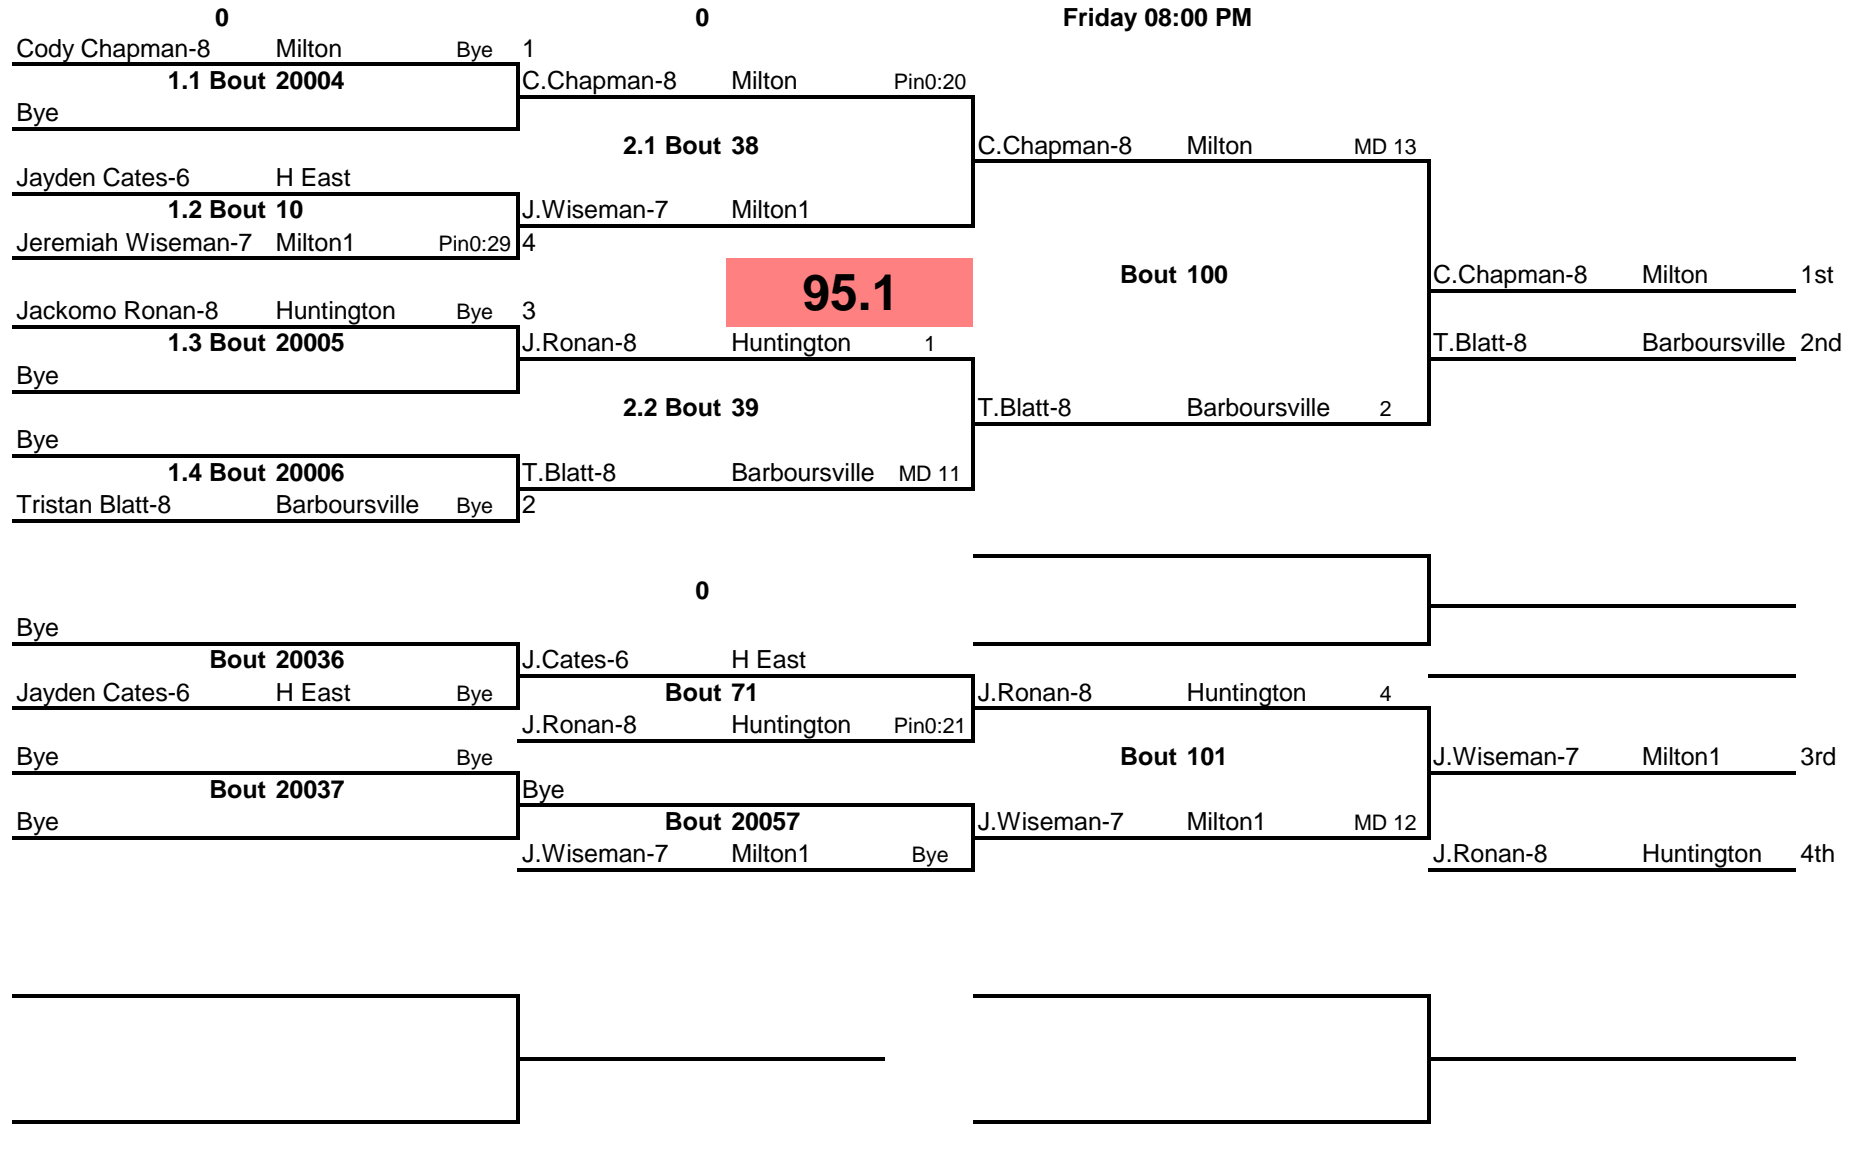 0 0 Friday 08:00 PM
Cody Chapman-8 Milton Bye 1
1.1 Bout 20004 C.Chapman-8 Milton Pin0:20
Bye
2.1 Bout 38 C.Chapman-8 Milton MD 13
Jayden Cates-6 H East
1.2 Bout 10 J.Wiseman-7 Milton1
Jeremiah Wiseman-7 Milton1 Pin0:29 4
95.1 Bout 100 C.Chapman-8 Milton 1st
Jackomo Ronan-8 Huntington Bye 3
1.3 Bout 20005 J.Ronan-8 Huntington 1 T.Blatt-8 Barboursville 2nd
Bye
2.2 Bout 39 T.Blatt-8 Barboursville 2
Bye
1.4 Bout 20006 T.Blatt-8 Barboursville MD 11
Tristan Blatt-8 Barboursville Bye 2
0
Bye
Bout 20036 J.Cates-6 H East
Jayden Cates-6 H East Bye Bout 71 J.Ronan-8 Huntington 4
J.Ronan-8 Huntington Pin0:21
Bye Bye Bout 101 J.Wiseman-7 Milton1 3rd
Bout 20037 Bye
Bye Bout 20057 J.Wiseman-7 Milton1 MD 12
J.Wiseman-7 Milton1 Bye J.Ronan-8 Huntington 4th